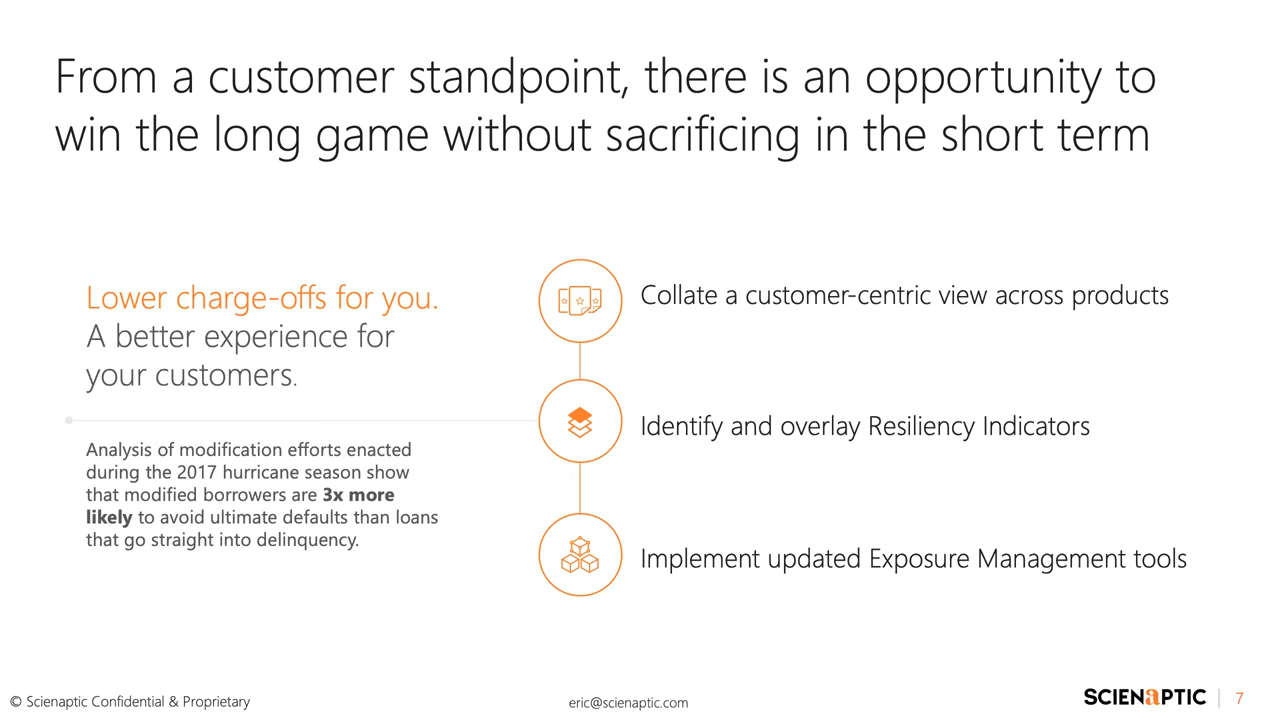 From a customer standpoint, there is an opportunity to
win the long game without sacrificing in the short term
Lower charge-offs for you.
A better experience for
your customers.
Analysis of modification efforts enacted
during the 2017 hurricane season show
that modified borrowers are 3x more
likely to avoid ultimate defaults than loans
that go straight into delinquency.
Collate a customer-centric view across products
Identify and overlay Resiliency Indicators
Implement updated Exposure Management tools
© Scienaptic Confidential & Proprietary
eric@scienaptic.com
SCIENaPTIC | 7